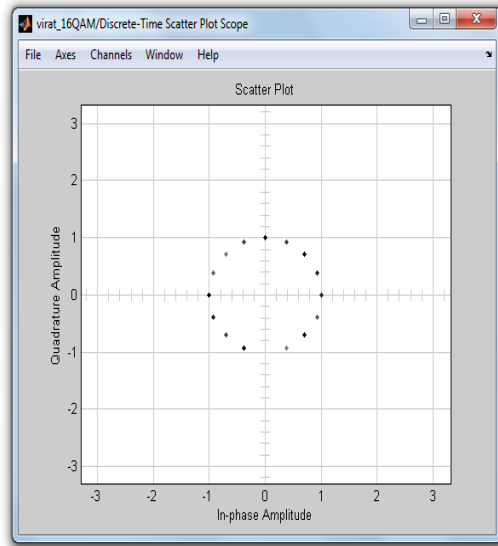 virat_16QAM/Discrete-Time Scatter Plot Scope
File Axes Channels Window Help
Scatter Plot
3
2
1
0
-1
-2
-3
Quadrature Amplitude
-3 -2 -1 0 1 2 3
In-phase Amplitude